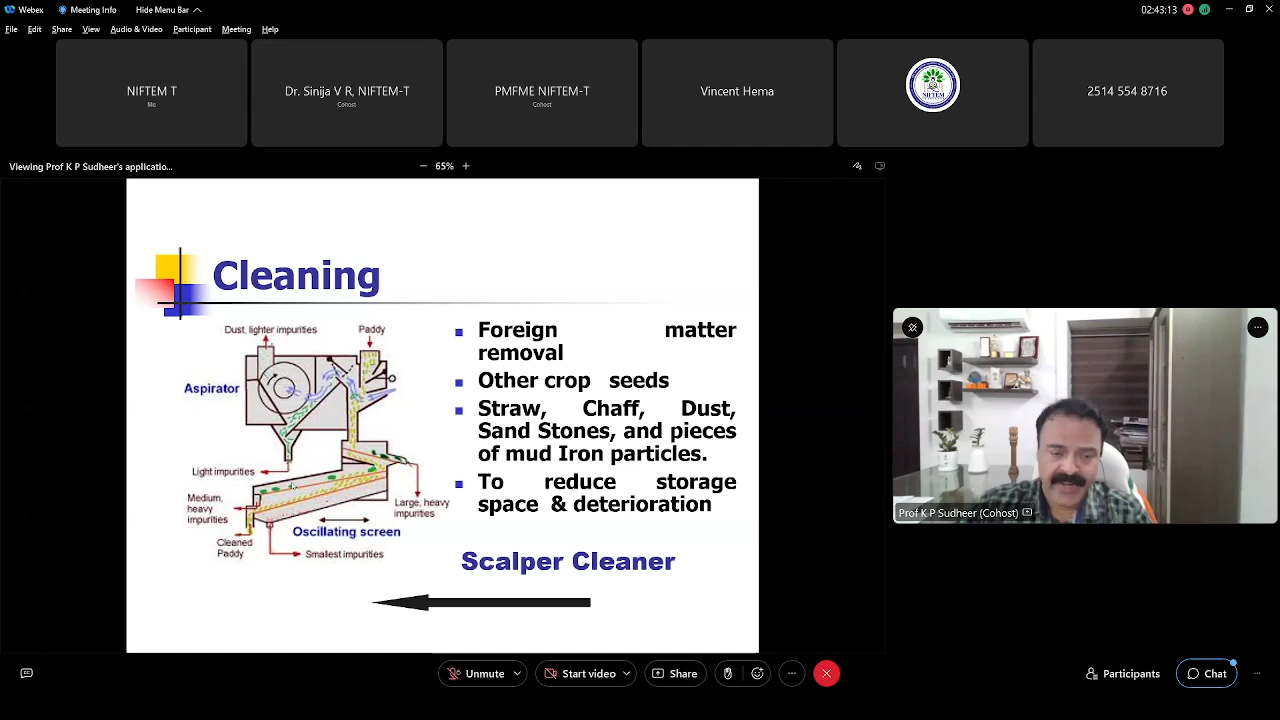 Webex
Meeting Info
Hide Menu Bar
02:43:13
File
Edit
Share
View
Audio & Video
Participant
Meeting
Help
NIFTEM T
Me
Dr. Sinija V R, NIFTEM-T
Cohost
PMFME NIFTEM-T
Cohost
Vincent Hema
NIFTEM
2514 554 8716
Viewing Prof K P Sudheer's applicatio...
65%
Cleaning
Dust, lighter impurities
Paddy
Aspirator
Light impurities
Medium,
heavy
impurities
Large, heavy
impurities
Oscillating screen
Cleaned
Paddy
Smallest impurities
Foreign matter
removal
Other crop seeds
Straw, Chaff, Dust,
Sand Stones, and pieces
of mud Iron particles.
To reduce storage
space & deterioration
Scalper Cleaner
Prof K P Sudheer (Cohost)
Unmute
Start video
Share
Participants
Chat